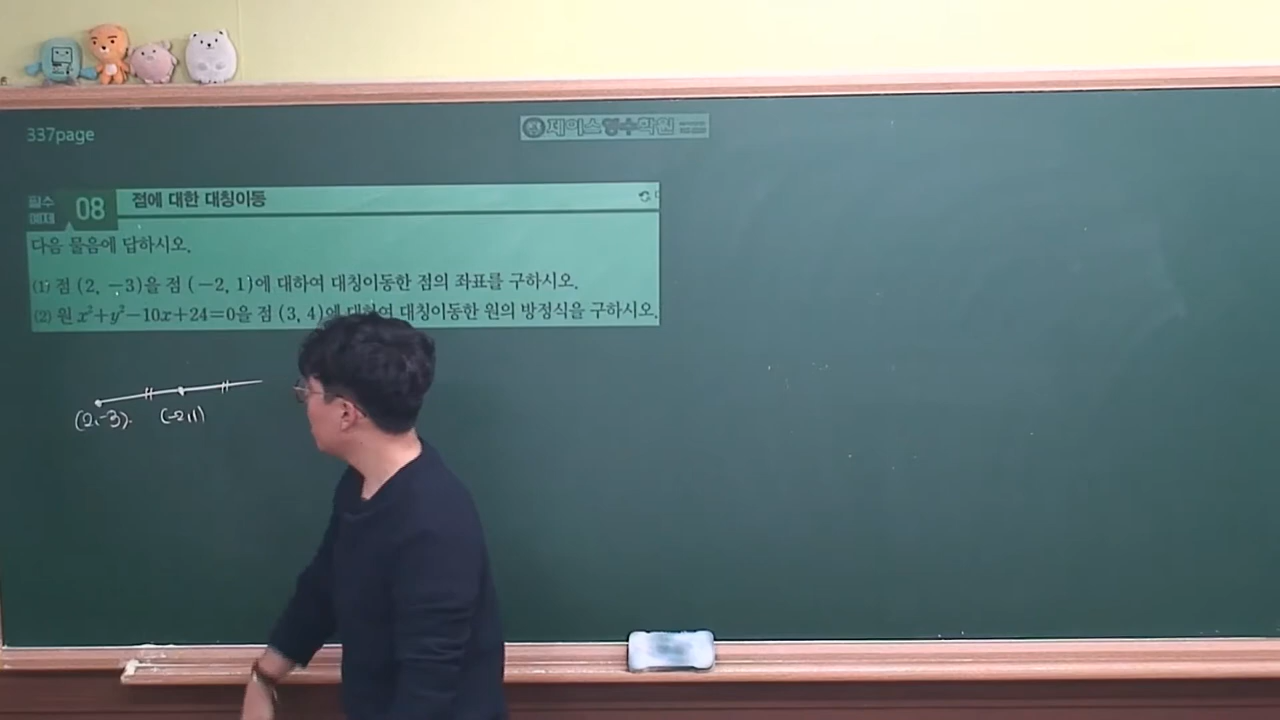 337page
제이스영수학원
필수 예제 08 점에 대한 대칭이동
다음 물음에 답하시오.
(1) 점 (2, -3)을 점 (-2, 1)에 대하여 대칭이동한 점의 좌표를 구하시오.
(2) 원 x²+y²-10x+24=0을 점 (3, 4)에 대하여 대칭이동한 원의 방정식을 구하시오.
(2,-3) (-2,1)